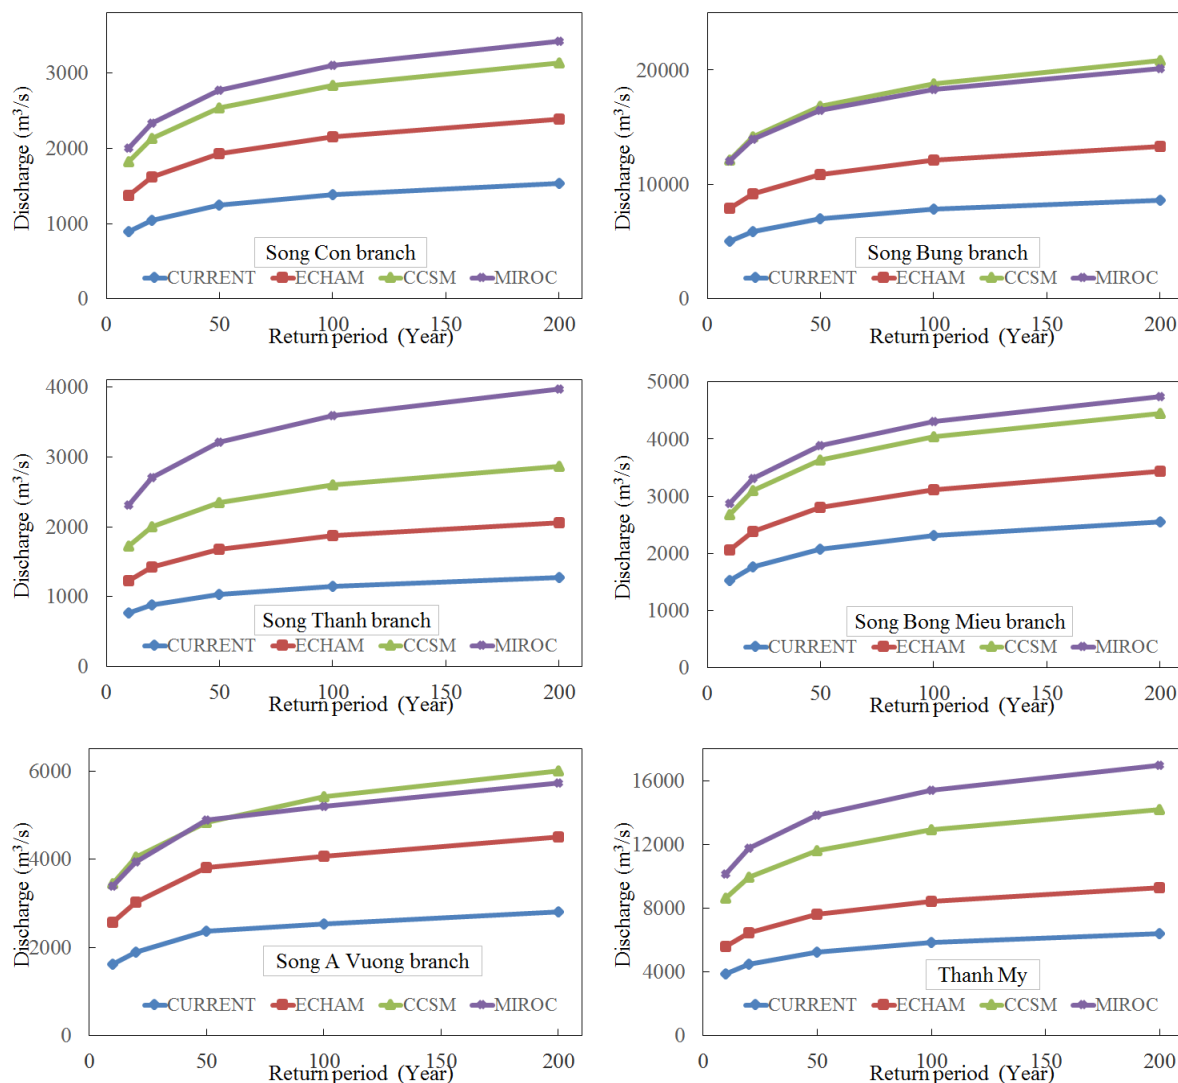 3000
2000
1000
0
Discharge (m³/s)
Song Con branch
CURRENT ECHAM CCSM MIROC
0 50 100 150 200
Return period (Year)
20000
10000
0
Discharge (m³/s)
Song Bung branch
CURRENT ECHAM CCSM MIROC
0 50 100 150 200
Return period (Year)
4000
3000
2000
1000
0
Discharge (m³/s)
Song Thanh branch
CURRENT ECHAM CCSM MIROC
0 50 100 150 200
Return period (Year)
5000
4000
3000
2000
1000
0
Discharge (m³/s)
Song Bong Mieu branch
CURRENT ECHAM CCSM MIROC
0 50 100 150 200
Return period (Year)
6000
4000
2000
0
Discharge (m³/s)
Song A Vuong branch
CURRENT ECHAM CCSM MIROC
0 50 100 150 200
Return period (Year)
16000
12000
8000
4000
0
Discharge (m³/s)
Thanh My
CURRENT ECHAM CCSM MIROC
0 50 100 150 200
Return period (Year)